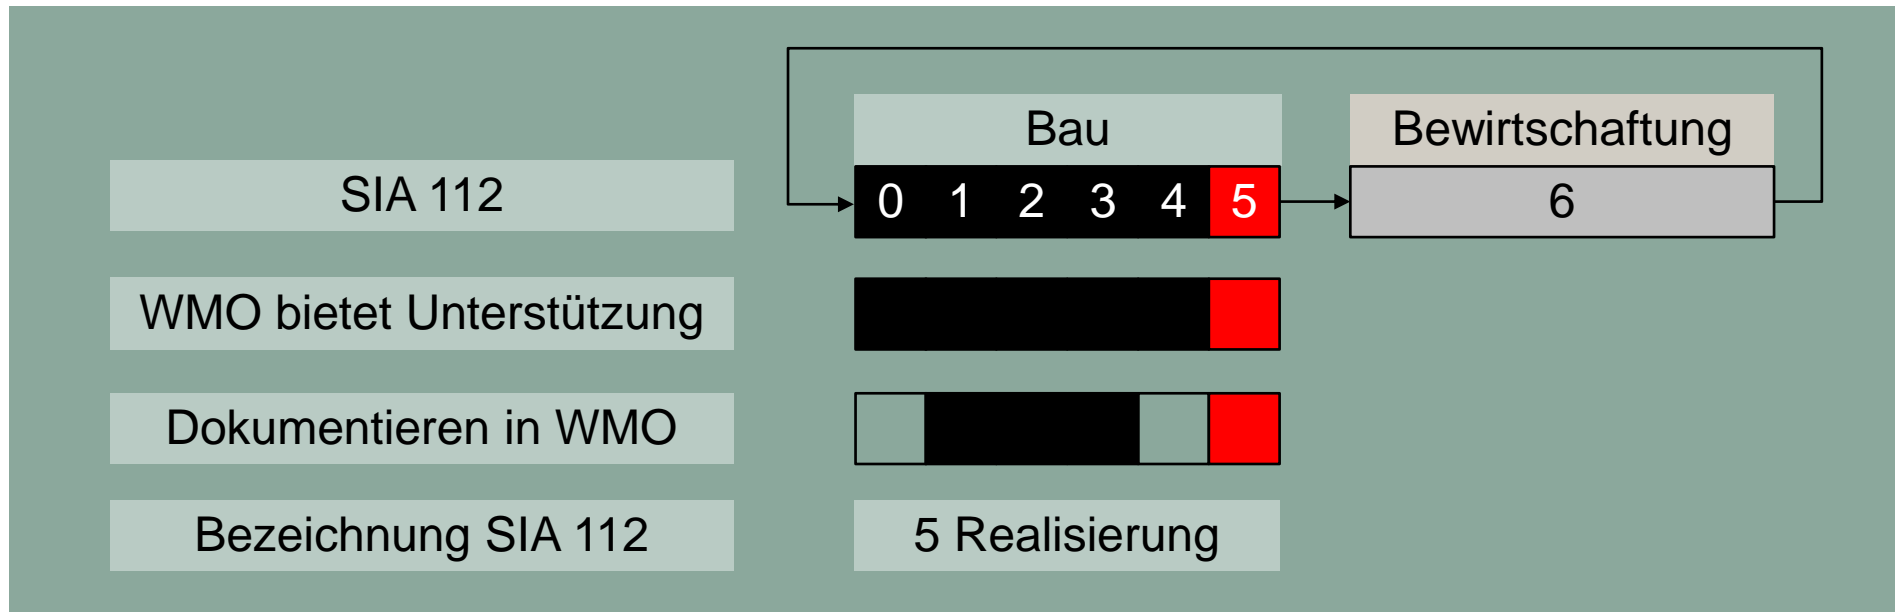 Bau
Bewirtschaftung
SIA 112
0 1 2 3 4 5
6
WMO bietet Unterstützung
Dokumentieren in WMO
Bezeichnung SIA 112
5 Realisierung